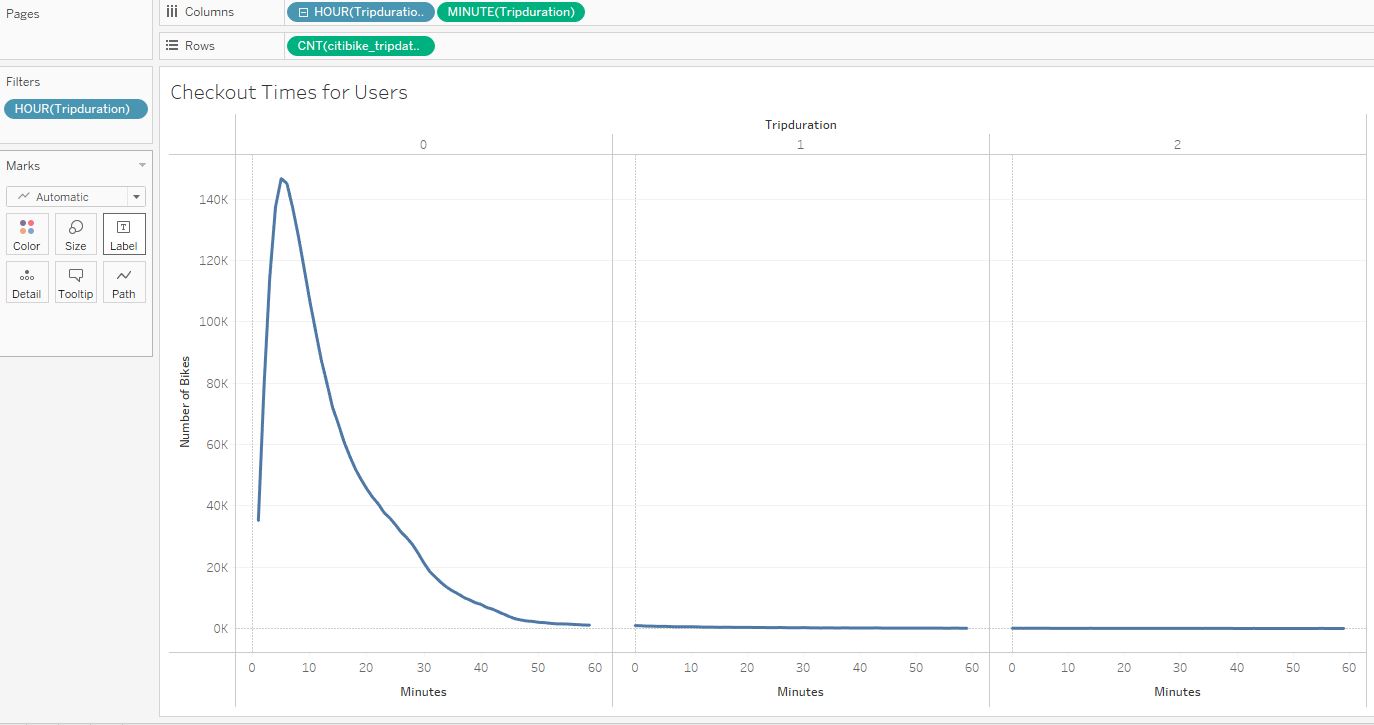 Pages
Columns
HOUR(Tripduratio..
MINUTE(Tripduration)
Rows
CNT(citibike_tripdat..
Filters
HOUR(Tripduration)
Marks
Automatic
Color
Size
Label
Detail
Tooltip
Path
Checkout Times for Users
Tripduration
0
1
2
Number of Bikes
140K
120K
100K
80K
60K
40K
20K
0K
0 10 20 30 40 50 60
0 10 20 30 40 50 60
0 10 20 30 40 50 60
Minutes
Minutes
Minutes